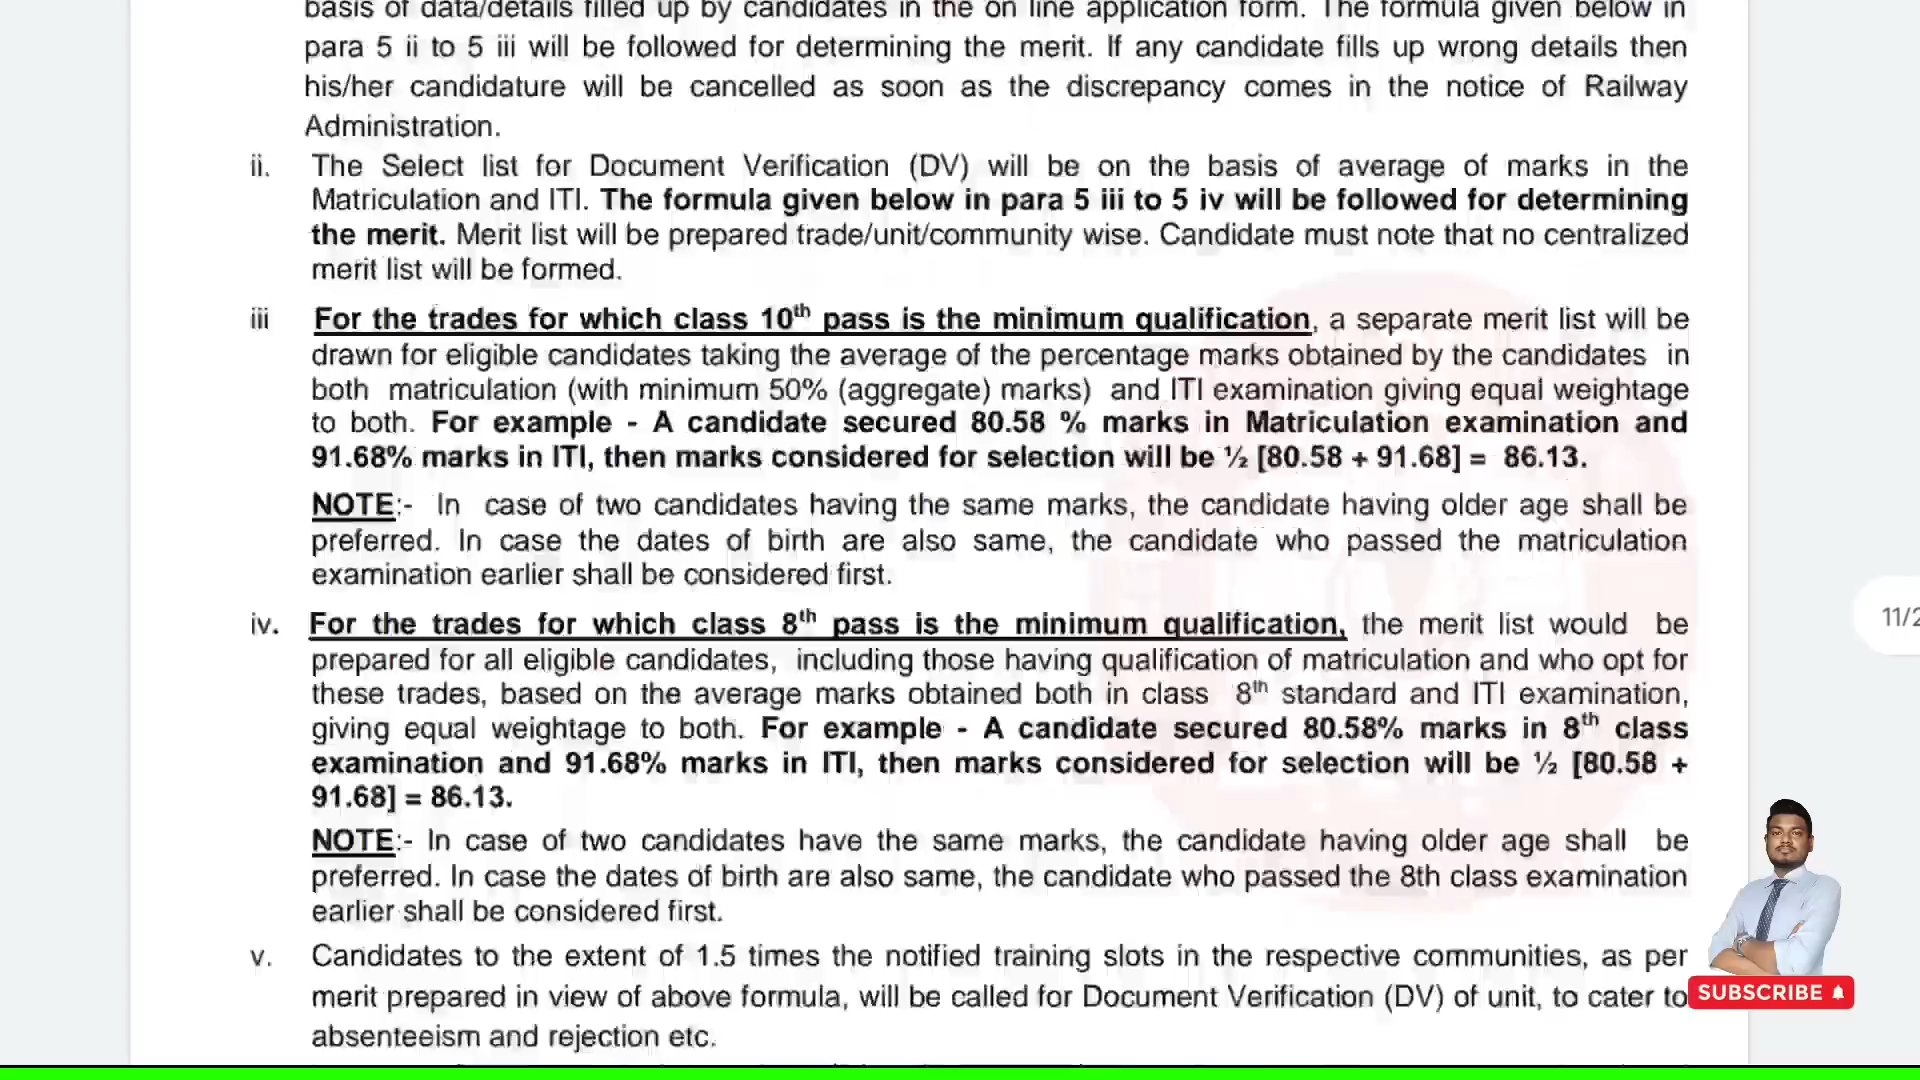 basis of data/details filled up by candidates in the on line application form. The formula given below in
para 5 ii to 5 iii will be followed for determining the merit. If any candidate fills up wrong details then
his/her candidature will be cancelled as soon as the discrepancy comes in the notice of Railway
Administration.
ii. The Select list for Document Verification (DV) will be on the basis of average of marks in the
Matriculation and ITI. The formula given below in para 5 iii to 5 iv will be followed for determining
the merit. Merit list will be prepared trade/unit/community wise. Candidate must note that no centralized
merit list will be formed.
iii For the trades for which class 10th pass is the minimum qualification, a separate merit list will be
drawn for eligible candidates taking the average of the percentage marks obtained by the candidates in
both matriculation (with minimum 50% (aggregate) marks) and ITI examination giving equal weightage
to both. For example - A candidate secured 80.58 % marks in Matriculation examination and
91.68% marks in ITI, then marks considered for selection will be ½ [80.58 + 91.68] = 86.13.
NOTE:- In case of two candidates having the same marks, the candidate having older age shall be
preferred. In case the dates of birth are also same, the candidate who passed the matriculation
examination earlier shall be considered first.
iv. For the trades for which class 8th pass is the minimum qualification, the merit list would be
prepared for all eligible candidates, including those having qualification of matriculation and who opt for
these trades, based on the average marks obtained both in class 8th standard and ITI examination,
giving equal weightage to both. For example - A candidate secured 80.58% marks in 8th class
examination and 91.68% marks in ITI, then marks considered for selection will be ½ [80.58 +
91.68] = 86.13.
NOTE:- In case of two candidates have the same marks, the candidate having older age shall be
preferred. In case the dates of birth are also same, the candidate who passed the 8th class examination
earlier shall be considered first.
v. Candidates to the extent of 1.5 times the notified training slots in the respective communities, as per
merit prepared in view of above formula, will be called for Document Verification (DV) of unit, to cater to
absenteeism and rejection etc.
11/2
SUBSCRIBE